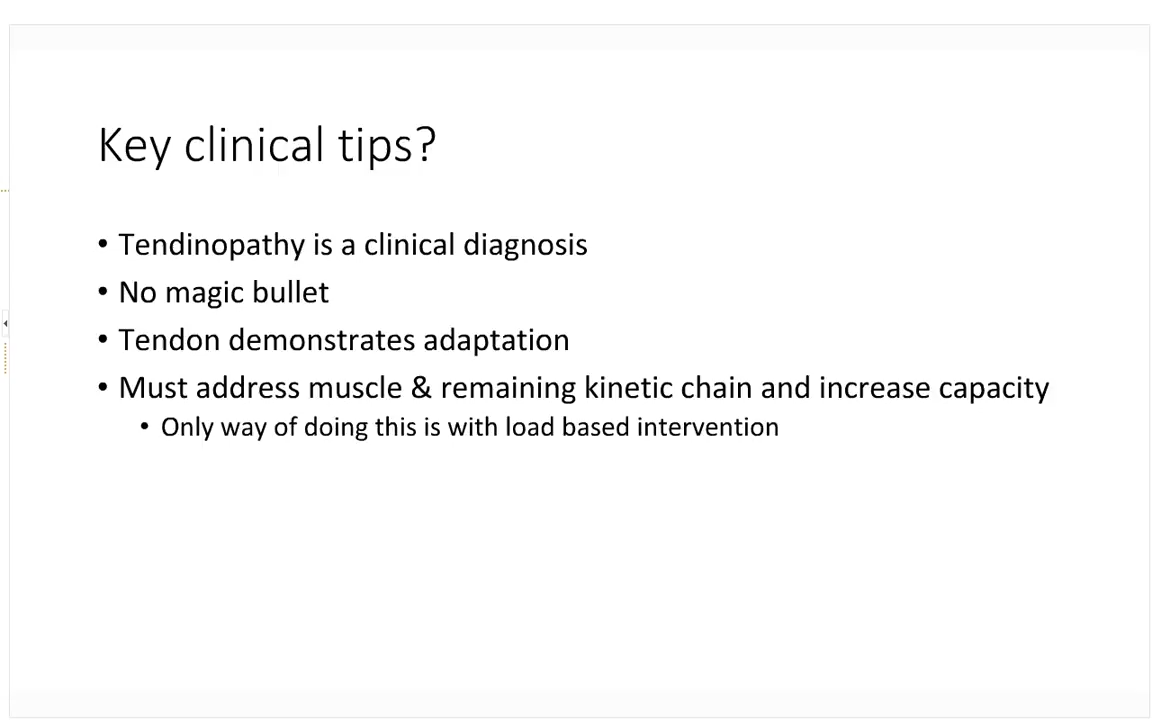 Key clinical tips?
• Tendinopathy is a clinical diagnosis
• No magic bullet
• Tendon demonstrates adaptation
• Must address muscle & remaining kinetic chain and increase capacity
• Only way of doing this is with load based intervention